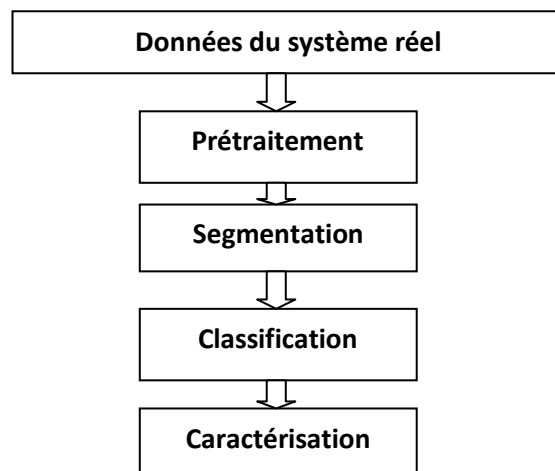 Données du système réel
Prétraitement
Segmentation
Classification
Caractérisation